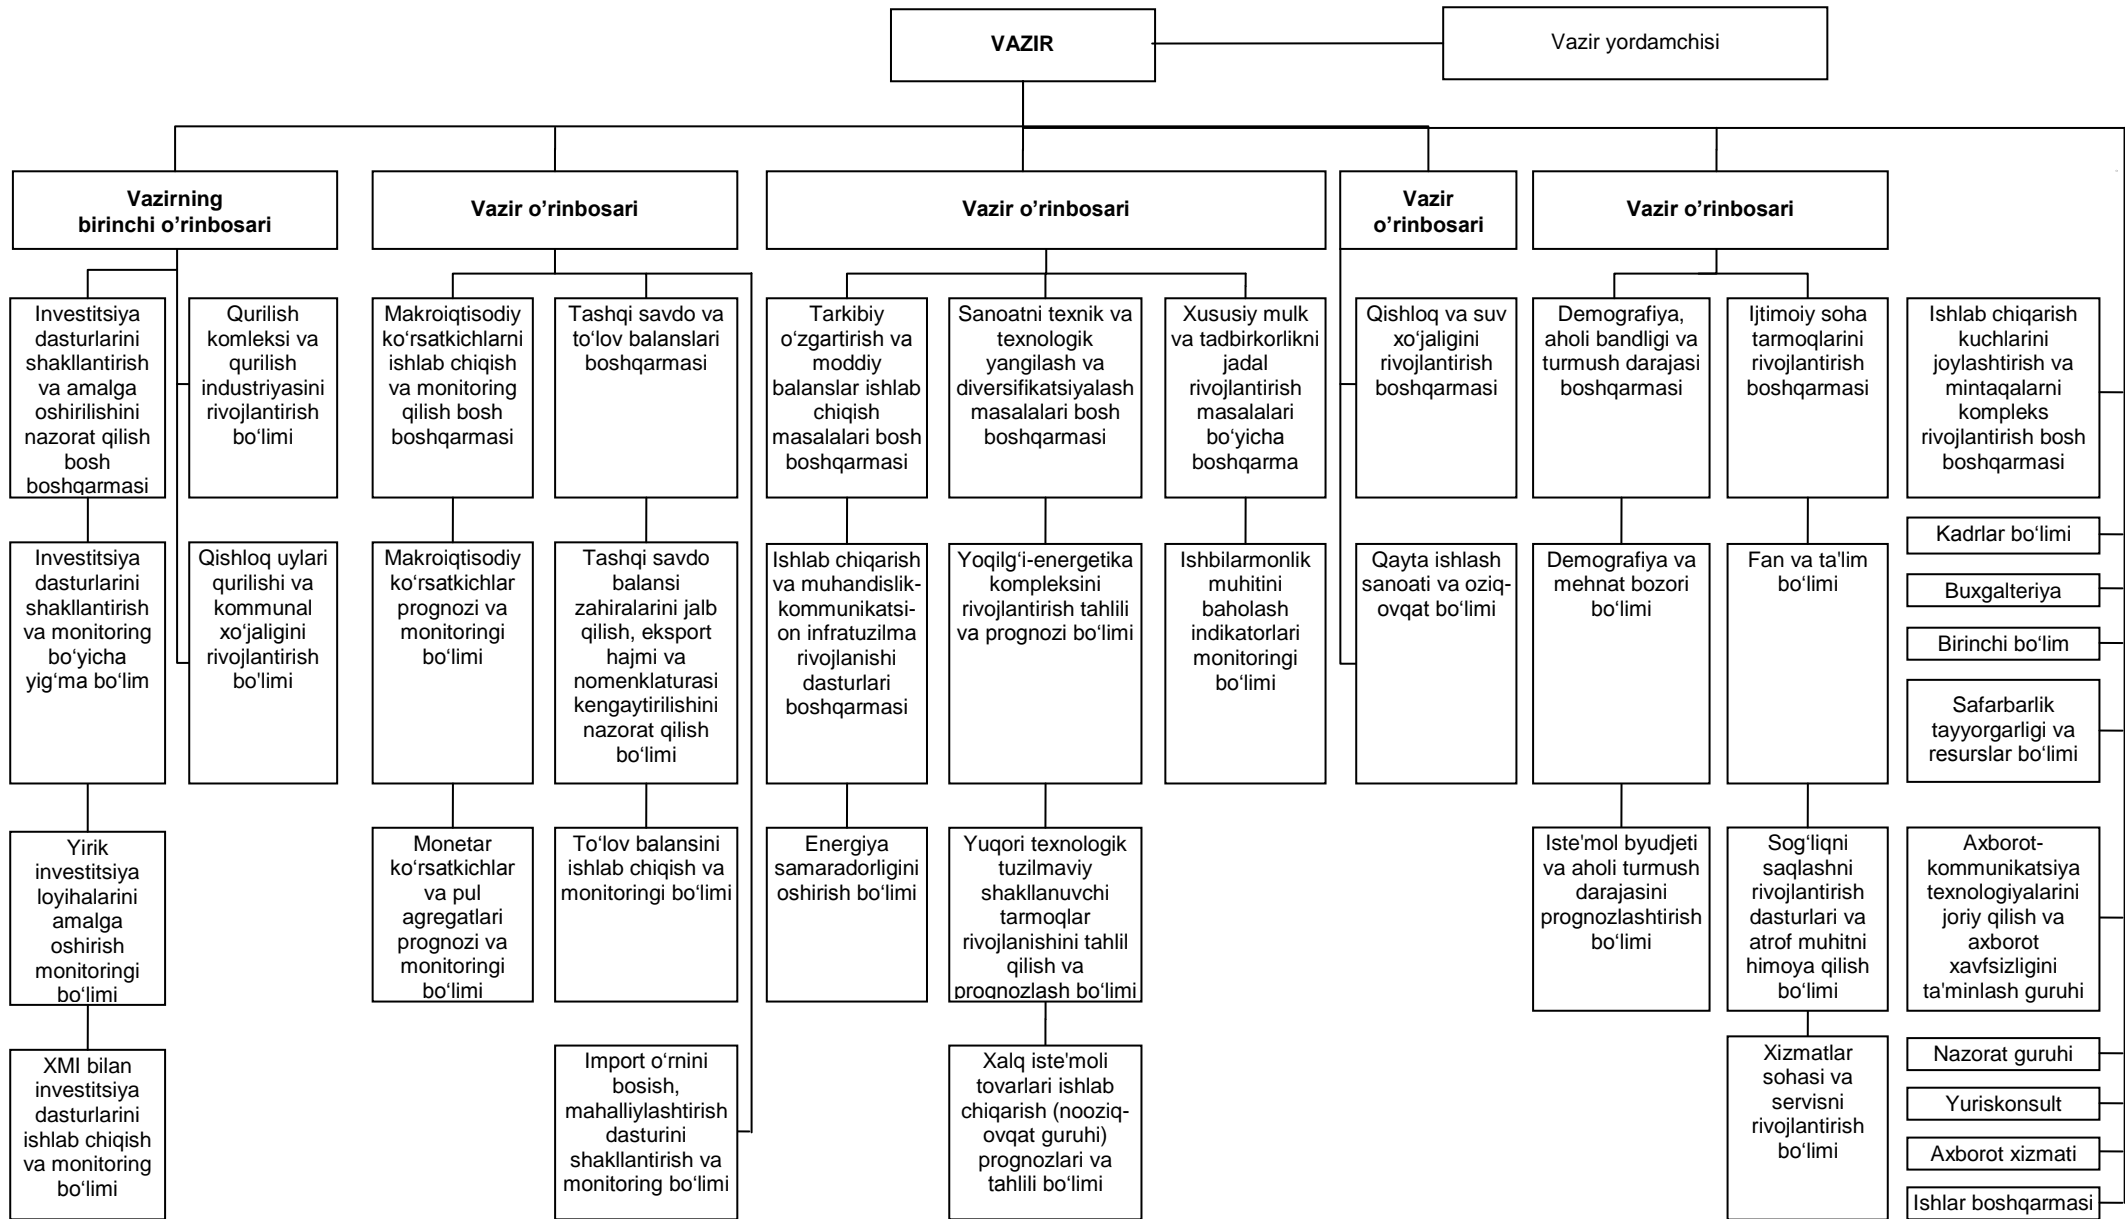 VAZIR
Vazir yordamchisi
Vazirning
birinchi o’rinbosari
Vazir o’rinbosari
Vazir o’rinbosari
Vazir
o’rinbosari
Vazir o’rinbosari
Investitsiya
dasturlarini
shakllantirish
va amalga
oshirilishini
nazorat qilish
bosh
boshqarmasi
Qurilish
komleksi va
qurilish
industriyasini
rivojlantirish
bo‘limi
Makroiqtisodiy
ko‘rsatkichlarni
ishlab chiqish
va monitoring
qilish bosh
boshqarmasi
Tashqi savdo va
to‘lov balanslari
boshqarmasi
Tarkibiy
o‘zgartirish va
moddiy
balanslar ishlab
chiqish
masalalari bosh
boshqarmasi
Sanoatni texnik va
texnologik
yangilash va
diversifikatsiyalash
masalalari bosh
boshqarmasi
Xususiy mulk
va tadbirkorlikni
jadal
rivojlantirish
masalalari
bo‘yicha
boshqarma
Qishloq va suv
xo‘jaligini
rivojlantirish
boshqarmasi
Demografiya,
aholi bandligi va
turmush darajasi
boshqarmasi
Ijtimoiy soha
tarmoqlarini
rivojlantirish
boshqarmasi
Ishlab chiqarish
kuchlarini
joylashtirish va
mintaqalarni
kompleks
rivojlantirish bosh
boshqarmasi
Kadrlar bo‘limi
Buxgalteriya
Birinchi bo‘lim
Safarbarlik
tayyorgarligi va
resurslar bo‘limi
Investitsiya
dasturlarini
shakllantirish
va monitoring
bo‘yicha
yig‘ma bo‘lim
Qishloq uylari
qurilishi va
kommunal
xo‘jaligini
rivojlantirish
bo'limi
Makroiqtisodiy
ko‘rsatkichlar
prognozi va
monitoringi
bo‘limi
Tashqi savdo
balansi
zahiralarini jalb
qilish, eksport
hajmi va
nomenklaturasi
kengaytirilishini
nazorat qilish
bo‘limi
Ishlab chiqarish
va muhandislik-
kommunikatsi-
on infratuzilma
rivojlanishi
dasturlari
boshqarmasi
Yoqilg‘i-energetika
kompleksini
rivojlantirish tahlili
va prognozi bo‘limi
Ishbilarmonlik
muhitini
baholash
indikatorlari
monitoringi
bo‘limi
Qayta ishlash
sanoati va oziq-
ovqat bo‘limi
Demografiya va
mehnat bozori
bo‘limi
Fan va ta'lim
bo‘limi
Yirik
investitsiya
loyihalarini
amalga
oshirish
monitoringi
bo‘limi
Monetar
ko‘rsatkichlar
va pul
agregatlari
prognozi va
monitoringi
bo‘limi
To‘lov balansini
ishlab chiqish va
monitoringi bo‘limi
Energiya
samaradorligini
oshirish bo‘limi
Yuqori texnologik
tuzilmaviy
shakllanuvchi
tarmoqlar
rivojlanishini tahlil
qilish va
prognozlash bo‘limi
Iste'mol byudjeti
va aholi turmush
darajasini
prognozlashtirish
bo‘limi
Sog‘liqni
saqlashni
rivojlantirish
dasturlari va
atrof muhitni
himoya qilish
bo‘limi
Axborot-
kommunikatsiya
texnologiyalarini
joriy qilish va
axborot
xavfsizligini
ta'minlash guruhi
XMI bilan
investitsiya
dasturlarini
ishlab chiqish
va monitoring
bo‘limi
Import o‘rnini
bosish,
mahalliylashtirish
dasturini
shakllantirish va
monitoring bo‘limi
Xalq iste'moli
tovarlari ishlab
chiqarish (nooziq-
ovqat guruhi)
prognozlari va
tahlili bo‘limi
Xizmatlar
sohasi va
servisni
rivojlantirish
bo‘limi
Nazorat guruhi
Yuriskonsult
Axborot xizmati
Ishlar boshqarmasi